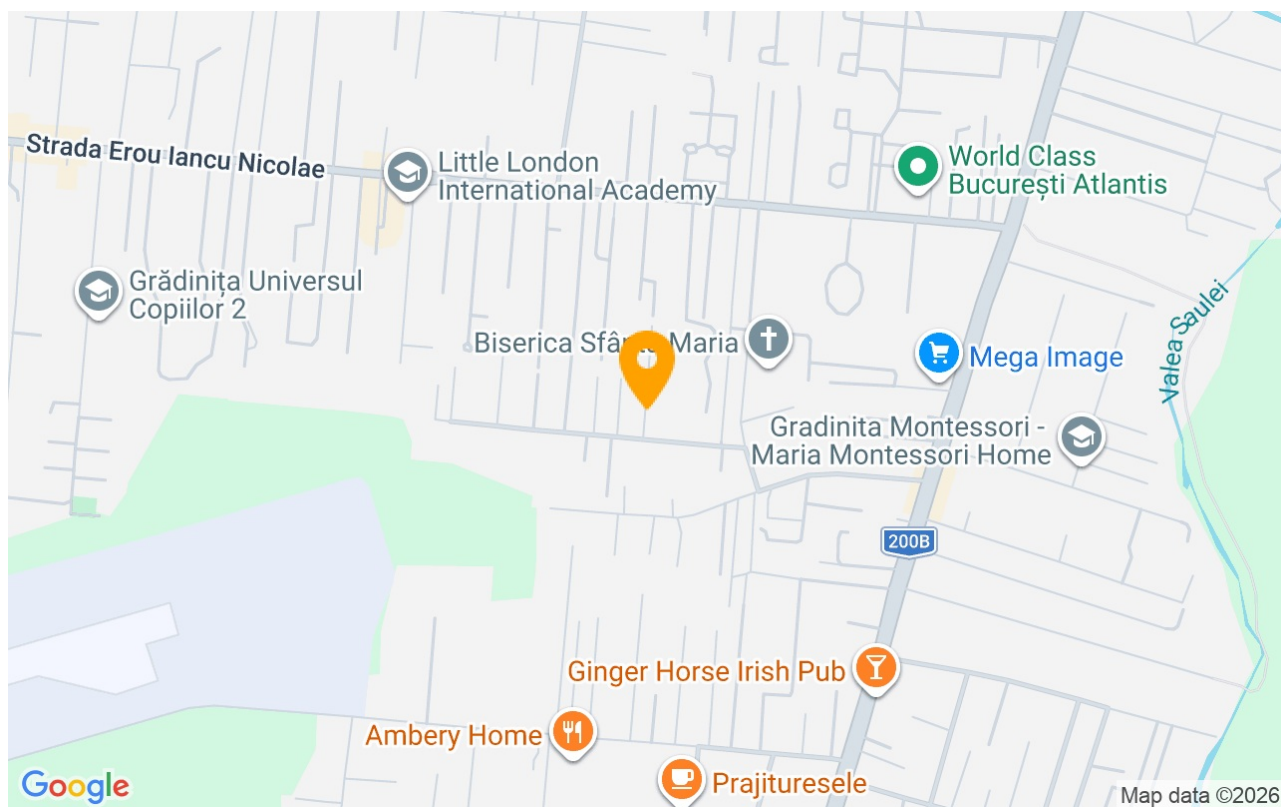 Strada Erou Iancu Nicolae
Little London
International Academy
World Class
București Atlantis
Grădinița Universul
Copiilor 2
Valea Saulei
Biserica Sfânta Maria
Mega Image
Gradinita Montessori -
Maria Montessori Home
200B
Ginger Horse Irish Pub
Ambery Home
Prajituresele
Google
Map data ©2026